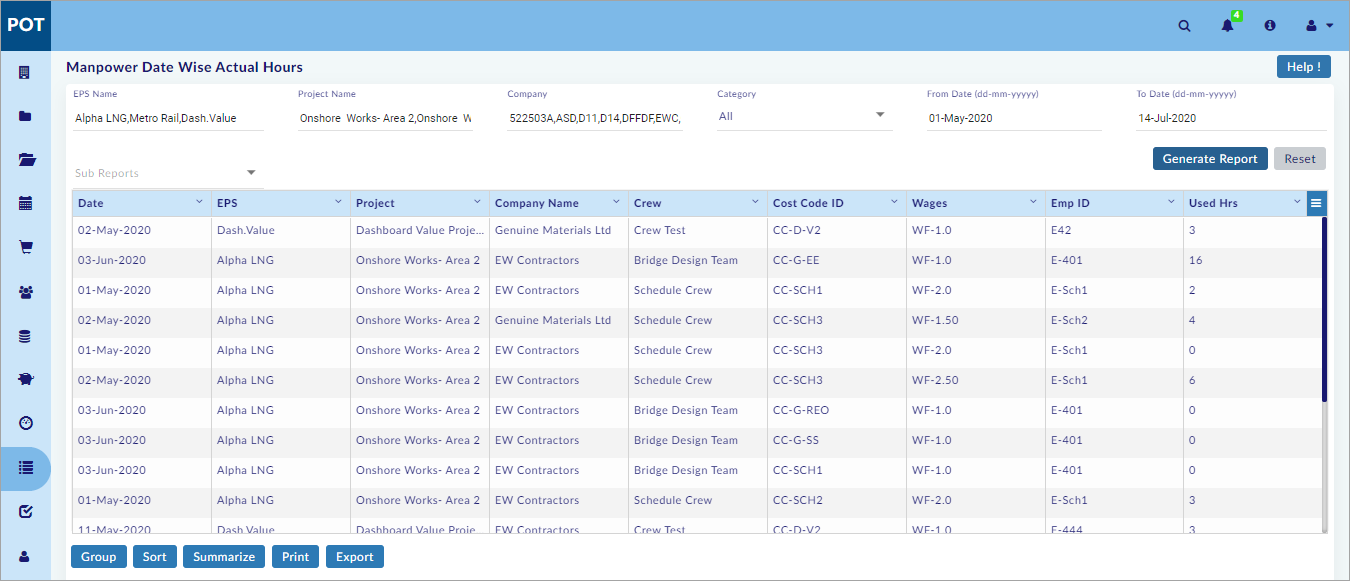 POT
4
Manpower Date Wise Actual Hours
Help !
EPS Name Project Name Company Category From Date (dd-mm-yyyyy) To Date (dd-mm-yyyyy)
Alpha LNG,Metro Rail,Dash.Value Onshore Works- Area 2,Onshore W 522503A,ASD,D11,D14,DFFDF,EWC, All 01-May-2020 14-Jul-2020
Generate Report Reset
Sub Reports
Date EPS Project Company Name Crew Cost Code ID Wages Emp ID Used Hrs
02-May-2020 Dash.Value Dashboard Value Proje... Genuine Materials Ltd Crew Test CC-D-V2 WF-1.0 E42 3
03-Jun-2020 Alpha LNG Onshore Works- Area 2 EW Contractors Bridge Design Team CC-G-EE WF-1.0 E-401 16
01-May-2020 Alpha LNG Onshore Works- Area 2 EW Contractors Schedule Crew CC-SCH1 WF-2.0 E-Sch1 2
02-May-2020 Alpha LNG Onshore Works- Area 2 Genuine Materials Ltd Schedule Crew CC-SCH3 WF-1.50 E-Sch2 4
01-May-2020 Alpha LNG Onshore Works- Area 2 EW Contractors Schedule Crew CC-SCH3 WF-2.0 E-Sch1 0
02-May-2020 Alpha LNG Onshore Works- Area 2 EW Contractors Schedule Crew CC-SCH3 WF-2.50 E-Sch1 6
03-Jun-2020 Alpha LNG Onshore Works- Area 2 EW Contractors Bridge Design Team CC-G-REO WF-1.0 E-401 0
03-Jun-2020 Alpha LNG Onshore Works- Area 2 EW Contractors Bridge Design Team CC-G-SS WF-1.0 E-401 0
03-Jun-2020 Alpha LNG Onshore Works- Area 2 EW Contractors Bridge Design Team CC-SCH1 WF-1.0 E-401 0
01-May-2020 Alpha LNG Onshore Works- Area 2 EW Contractors Schedule Crew CC-SCH2 WF-2.0 E-Sch1 3
11-May-2020 Dash.Value Dashboard Value Proje... EW Contractors Crew Test CC-D-V2 WF-1.0 E-444 3
Group Sort Summarize Print Export